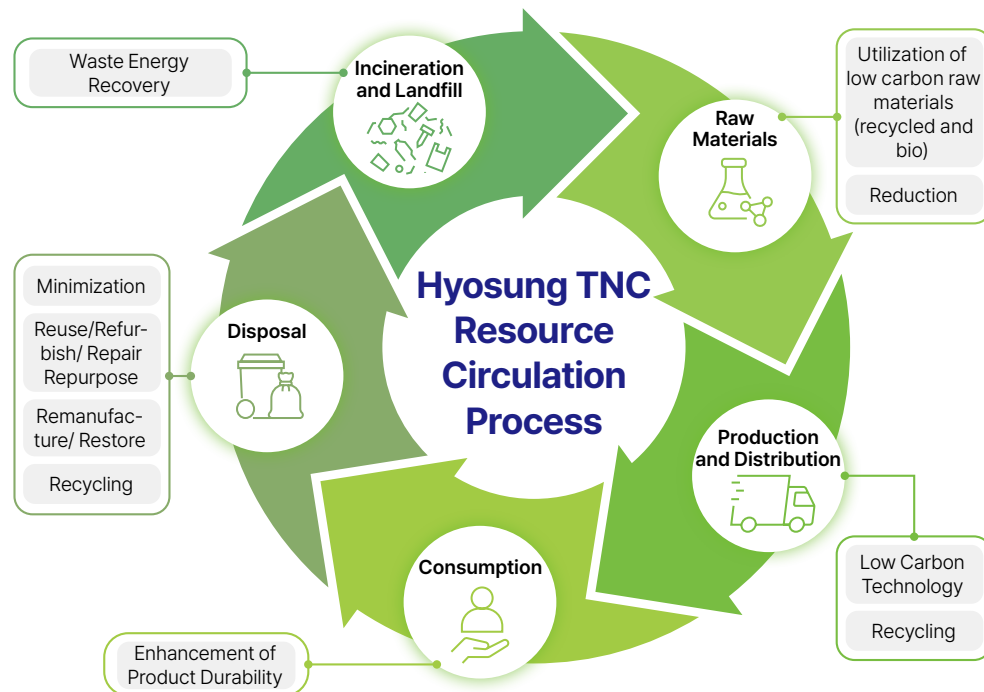 Hyosung TNC
Resource
Circulation
Process
Incineration
and Landfill
Waste Energy
Recovery
Raw
Materials
Utilization of
low carbon raw
materials
(recycled and
bio)
Reduction
Production
and Distribution
Low Carbon
Technology
Recycling
Consumption
Enhancement of
Product Durability
Disposal
Minimization
Reuse/Refur-
bish/ Repair
Repurpose
Remanufac-
ture/ Restore
Recycling